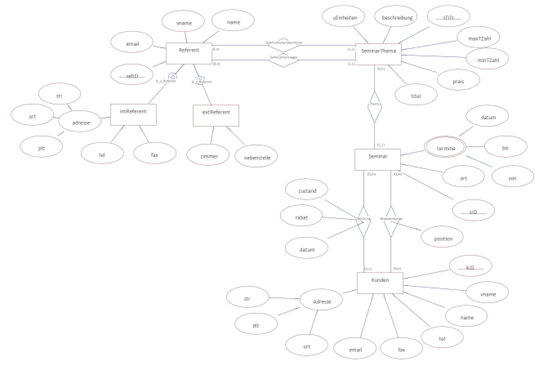 vname
name
uEinheiten
beschreibung
sTID
email
Referent
SeminarThema
maxTZahl
refID
minTZahl
preis
titel
str
ort
adresse
plz
intReferent
extReferent
tel
fax
zimmer
nebenstelle
datum
termine
bis
Seminar
ort
von
sID
zustand
rabat
datum
position
kID
Kunden
vname
str
Adresse
name
plz
tel
ort
email
fax